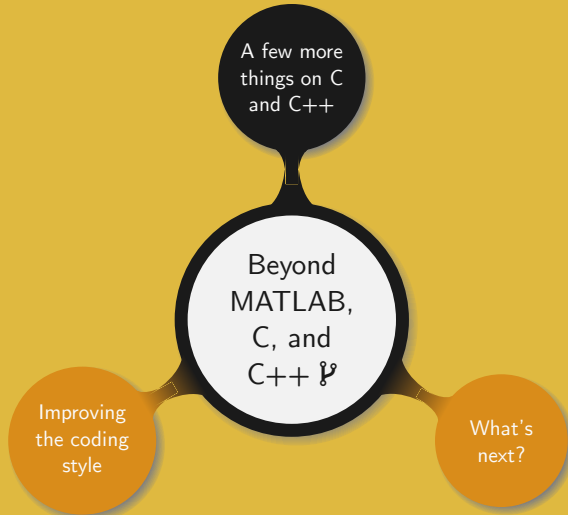 A few more
things on C
and C++
Beyond
MATLAB,
C, and
C++
Improving
the coding
style
What's
next?